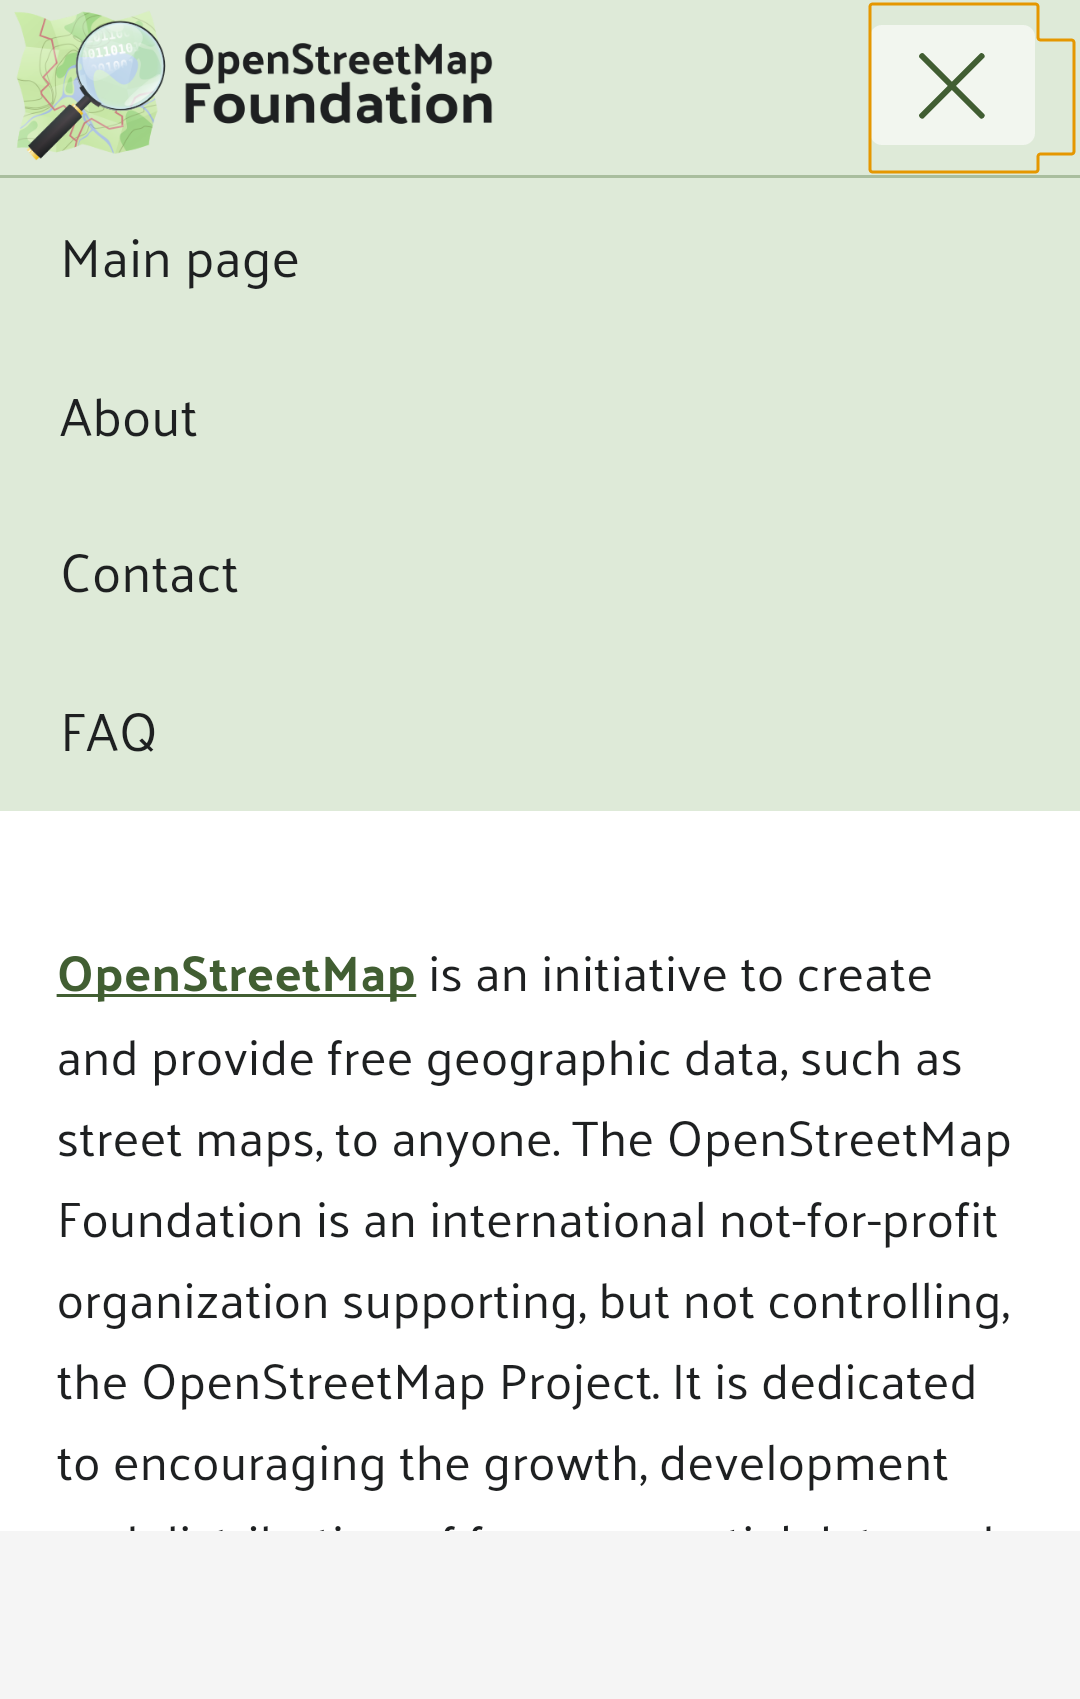 011010
OpenStreetMap
Foundation
Main page
About
Contact
FAQ
OpenStreetMap is an initiative to create
and provide free geographic data, such as
street maps, to anyone. The OpenStreetMap
Foundation is an international not-for-profit
organization supporting, but not controlling,
the OpenStreetMap Project. It is dedicated
to encouraging the growth, development